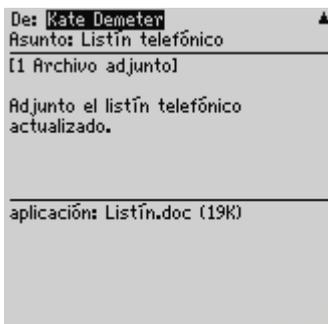 De: Kate Demeter
Asunto: Listín telefónico
[1 Archivo adjunto]
Adjunto el listín telefónico
actualizado.
aplicación: Listín.doc (19K)